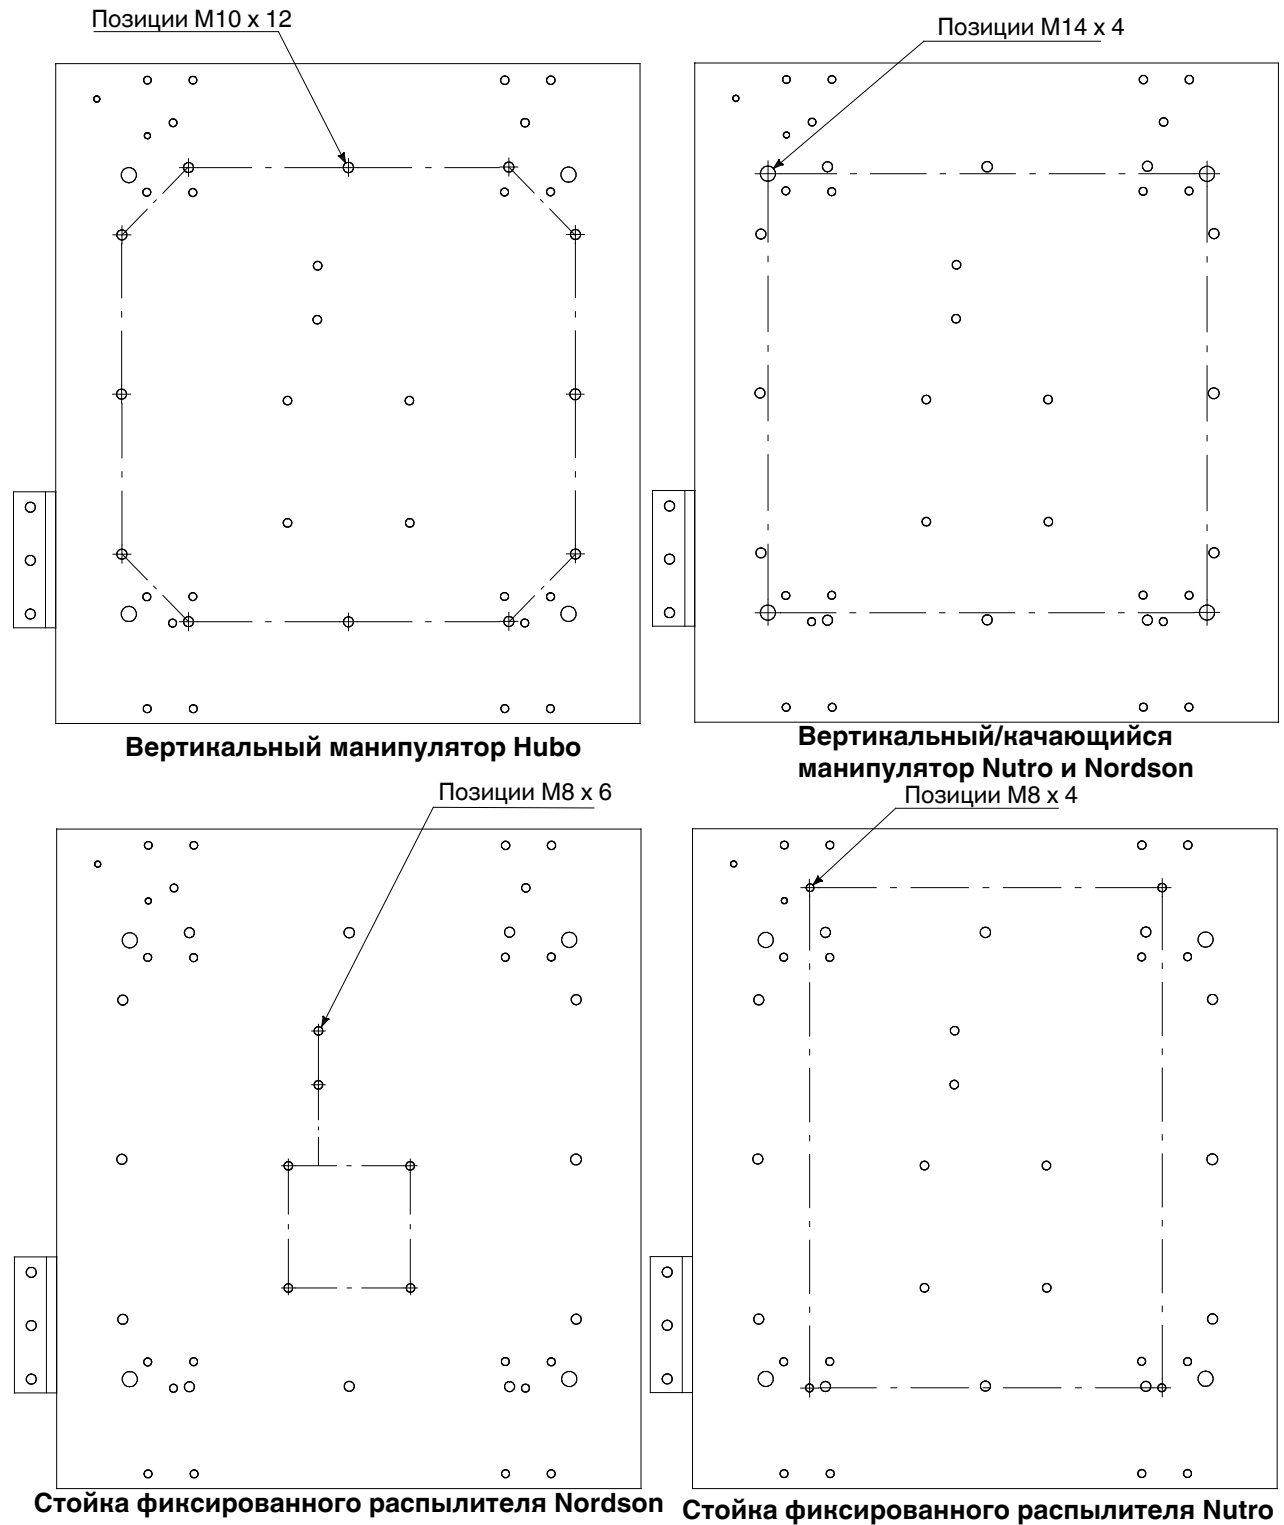 Позиции M10 x 12
Позиции M14 x 4
Вертикальный манипулятор Hubo
Вертикальный/качающийся
манипулятор Nutro и Nordson
Позиции M8 x 6
Позиции M8 x 4
Стойка фиксированного распылителя Nordson
Стойка фиксированного распылителя Nutro